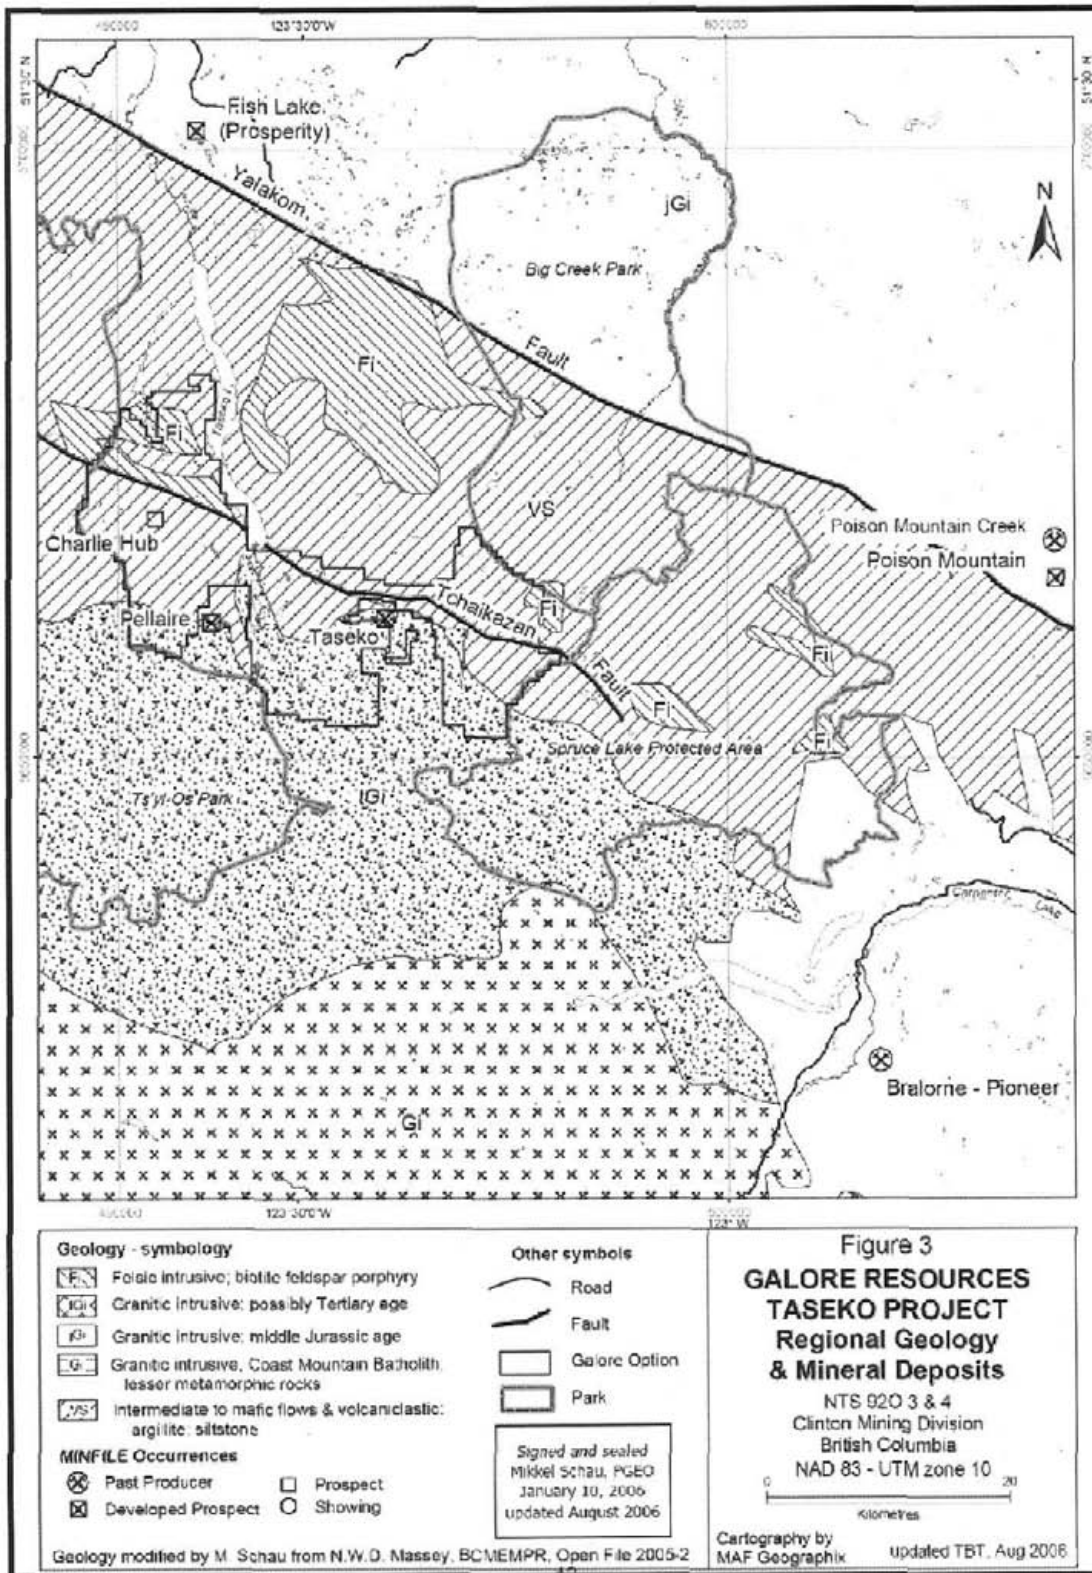 123°30'0"W
51°30' N
51°30 N
Fish Lake
(Prosperity)
Yalakom
Fault
jGi
Big Creek Park
N
Fi
Fi
VS
Poison Mountain Creek
Poison Mountain
Charlie Hub
Pellaire
Taseko
Tchaikazan
Fault
Fi
Fi
Fi
Fi
Spruce Lake Protected Area
Ts'yl-Os Park
tGi
Carpenter
Lake
Bralorne - Pioneer
Gi
123°30'0"W
123° W
Geology - symbology
Fi Felsic intrusive; biotite feldspar porphyry
tGi Granitic intrusive; possibly Tertiary age
jGi Granitic intrusive; middle Jurassic age
Gi Granitic intrusive, Coast Mountain Batholith;
lesser metamorphic rocks
VS Intermediate to mafic flows & volcaniclastic;
argillite; siltstone
MINFILE Occurrences
Past Producer
Prospect
Developed Prospect
Showing
Other symbols
Road
Fault
Galore Option
Park
Signed and sealed
Mikkel Schau, PGEO
January 10, 2006
updated August 2006
Figure 3
GALORE RESOURCES
TASEKO PROJECT
Regional Geology
& Mineral Deposits
NTS 92O 3 & 4
Clinton Mining Division
British Columbia
NAD 83 - UTM zone 10
0 20
Kilometres
Cartography by
MAF Geographix
updated TBT, Aug 2006
Geology modified by M. Schau from N.W.D. Massey, BCMEMPR, Open File 2005-2